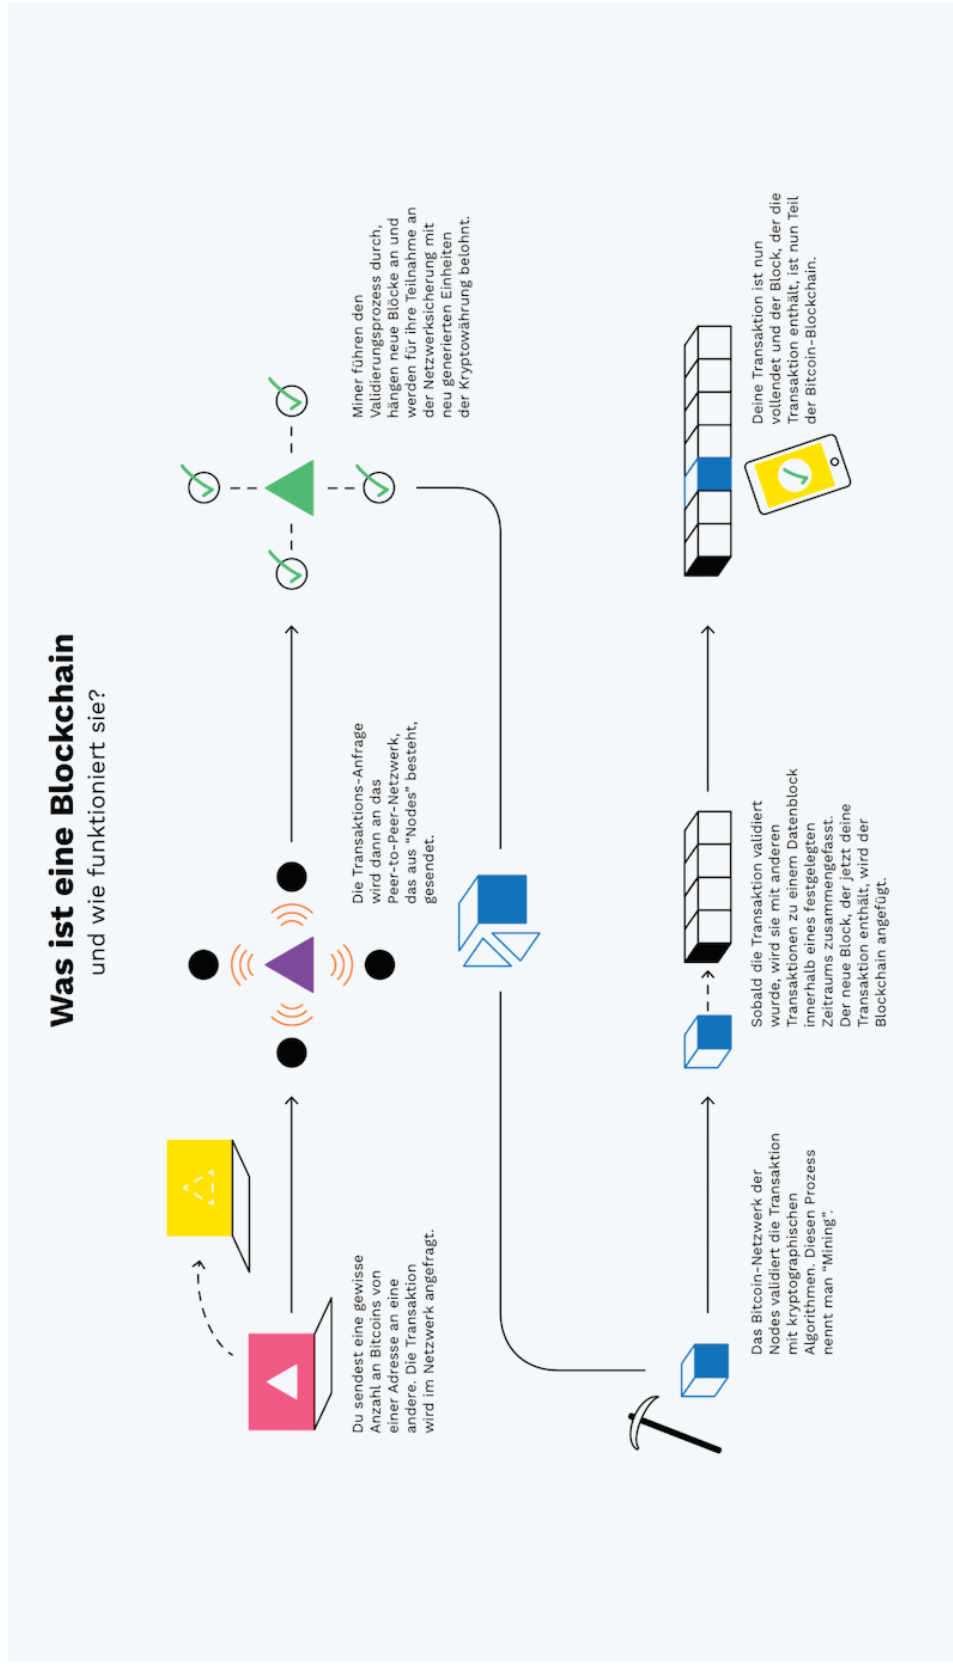 Was ist eine Blockchain
und wie funktioniert sie?
Du sendest eine gewisse
Anzahl an Bitcoins von
einer Adresse an eine
andere. Die Transaktion
wird im Netzwerk angefragt.
Die Transaktions-Anfrage
wird dann an das
Peer-to-Peer-Netzwerk,
das aus "Nodes" besteht,
gesendet.
Miner führen den
Validierungsprozess durch,
hängen neue Blöcke an und
werden für ihre Teilnahme an
der Netzwerksicherung mit
neu generierten Einheiten
der Kryptowährung belohnt.
Das Bitcoin-Netzwerk der
Nodes validiert die Transaktion
mit kryptographischen
Algorithmen. Diesen Prozess
nennt man "Mining".
Sobald die Transaktion validiert
wurde, wird sie mit anderen
Transaktionen zu einem Datenblock
innerhalb eines festgelegten
Zeitraums zusammengefasst.
Der neue Block, der jetzt deine
Transaktion enthält, wird der
Blockchain angefügt.
Deine Transaktion ist nun
vollendet und der Block, der die
Transaktion enthält, ist nun Teil
der Bitcoin-Blockchain.